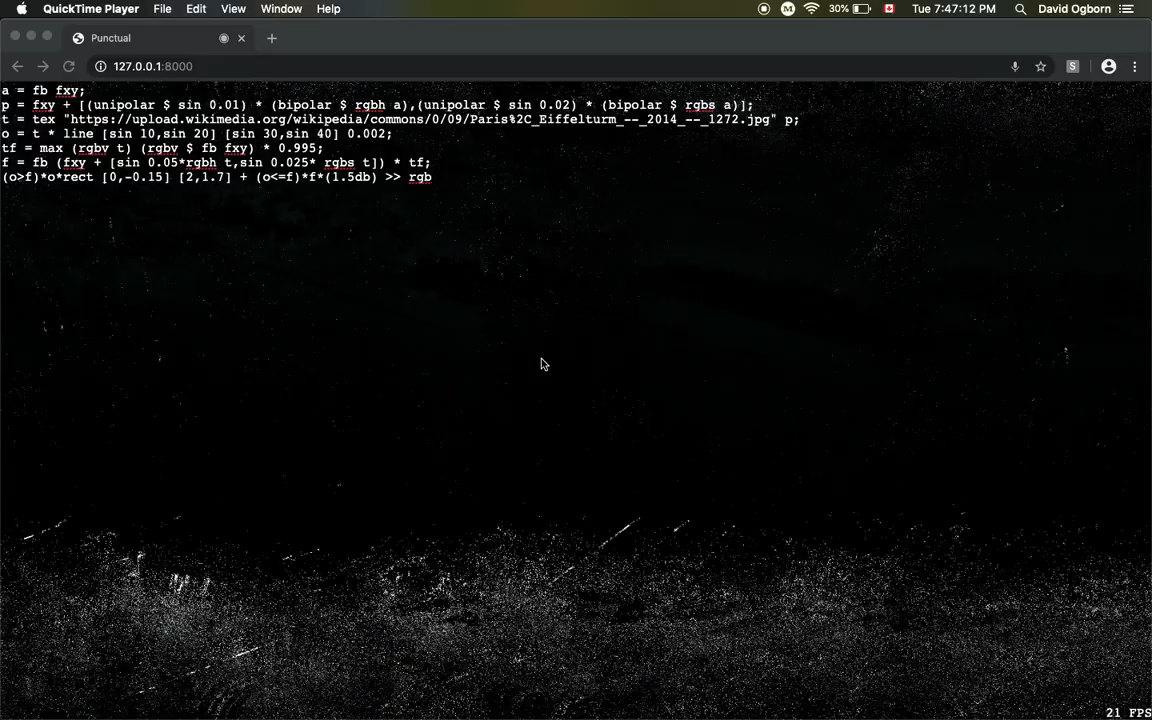 QuickTime Player File Edit View Window Help 30% Tue 7:47:12 PM David Ogborn
Punctual
127.0.0.1:8000 S
a = fb fxy;
p = fxy + [(unipolar $ sin 0.01) * (bipolar $ rgbh a),(unipolar $ sin 0.02) * (bipolar $ rgbs a)];
t = tex "https://upload.wikimedia.org/wikipedia/commons/0/09/Paris%2C_Eiffelturm_--_2014_--_1272.jpg" p;
o = t * line [sin 10,sin 20] [sin 30,sin 40] 0.002;
tf = max (rgbv t) (rgbv $ fb fxy) * 0.995;
f = fb (fxy + [sin 0.05*rgbh t,sin 0.025* rgbs t]) * tf;
(o>f)*o*rect [0,-0.15] [2,1.7] + (o<=f)*f*(1.5db) >> rgb
21 FPS